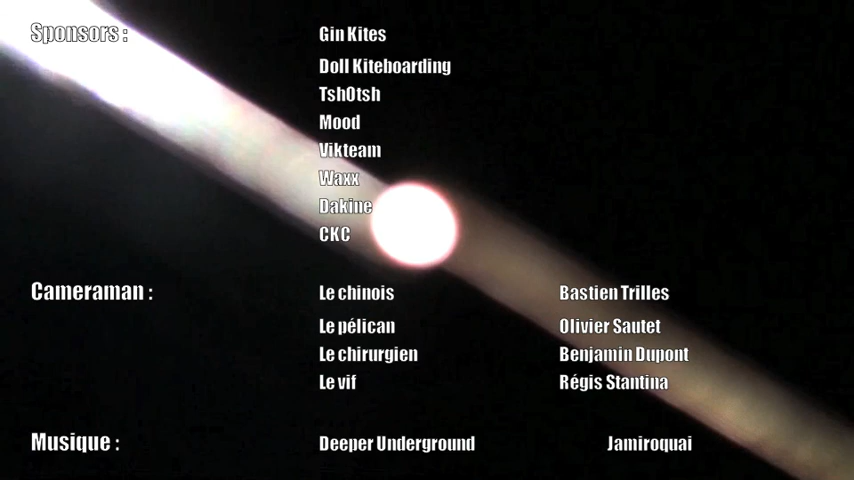 Sponsors : Gin Kites
Doll Kiteboarding
TshOtsh
Mood
Vikteam
Waxx
Dakine
CKC
Cameraman : Le chinois Bastien Trilles
Le pélican Olivier Sautet
Le chirurgien Benjamin Dupont
Le vif Régis Stantina
Musique : Deeper Underground Jamiroquai